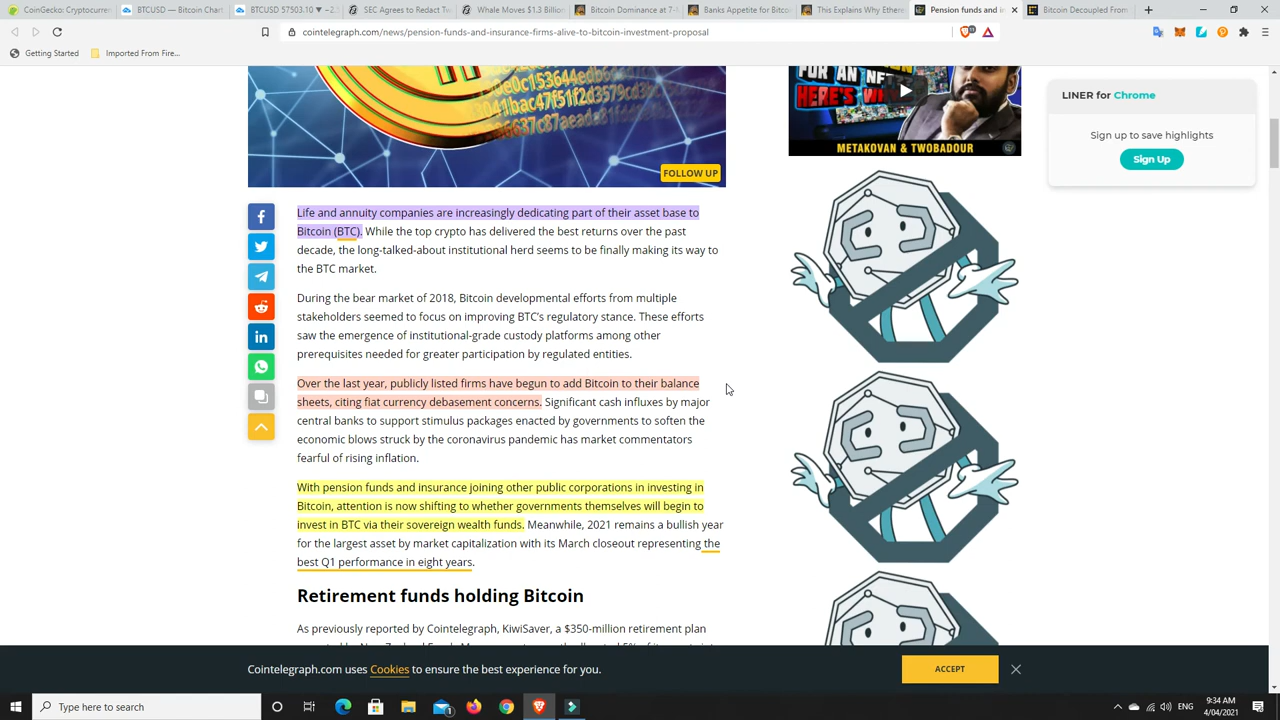 CoinGecko: Cryptocurren
BTCUSD — Bitcoin Chart
BTCUSD 57503.10 ▼ −2.
SEC Agrees to Redact Tw
Whale Moves $1.3 Billion
Bitcoin Dominance at 7-M
Banks Appetite for Bitco
This Explains Why Ethere
Pension funds and in
Bitcoin Decoupled From
cointelegraph.com/news/pension-funds-and-insurance-firms-alive-to-bitcoin-investment-proposal
Getting Started
Imported From Fire...
FOR AN NFT
HERE'S WHY
METAKOVAN & TWOBADOUR
LINER for Chrome
Sign up to save highlights
Sign Up
FOLLOW UP
Life and annuity companies are increasingly dedicating part of their asset base to
Bitcoin (BTC). While the top crypto has delivered the best returns over the past
decade, the long-talked-about institutional herd seems to be finally making its way to
the BTC market.
During the bear market of 2018, Bitcoin developmental efforts from multiple
stakeholders seemed to focus on improving BTC's regulatory stance. These efforts
saw the emergence of institutional-grade custody platforms among other
prerequisites needed for greater participation by regulated entities.
Over the last year, publicly listed firms have begun to add Bitcoin to their balance
sheets, citing fiat currency debasement concerns. Significant cash influxes by major
central banks to support stimulus packages enacted by governments to soften the
economic blows struck by the coronavirus pandemic has market commentators
fearful of rising inflation.
With pension funds and insurance joining other public corporations in investing in
Bitcoin, attention is now shifting to whether governments themselves will begin to
invest in BTC via their sovereign wealth funds. Meanwhile, 2021 remains a bullish year
for the largest asset by market capitalization with its March closeout representing the
best Q1 performance in eight years.
Retirement funds holding Bitcoin
As previously reported by Cointelegraph, KiwiSaver, a $350-million retirement plan
Cointelegraph.com uses Cookies to ensure the best experience for you.
ACCEPT
Type here to search
ENG
9:34 AM
4/04/2021